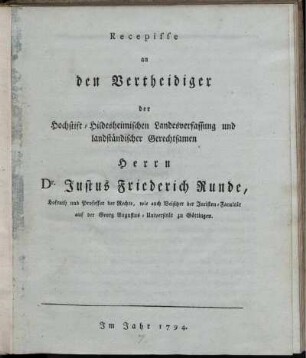 Recepisse
an
den Vertheidiger
der
Hochstift-Hildesheimischen Landesverfassung und
landständischer Gerechtsamen
Herrn
Dr. Justus Friederich Runde,
Hofrath und Professor der Rechte, wie auch Beisitzer der Juristen-Facultät
auf der Georg Augustus-Universität zu Göttingen.
Im Jahr 1794.